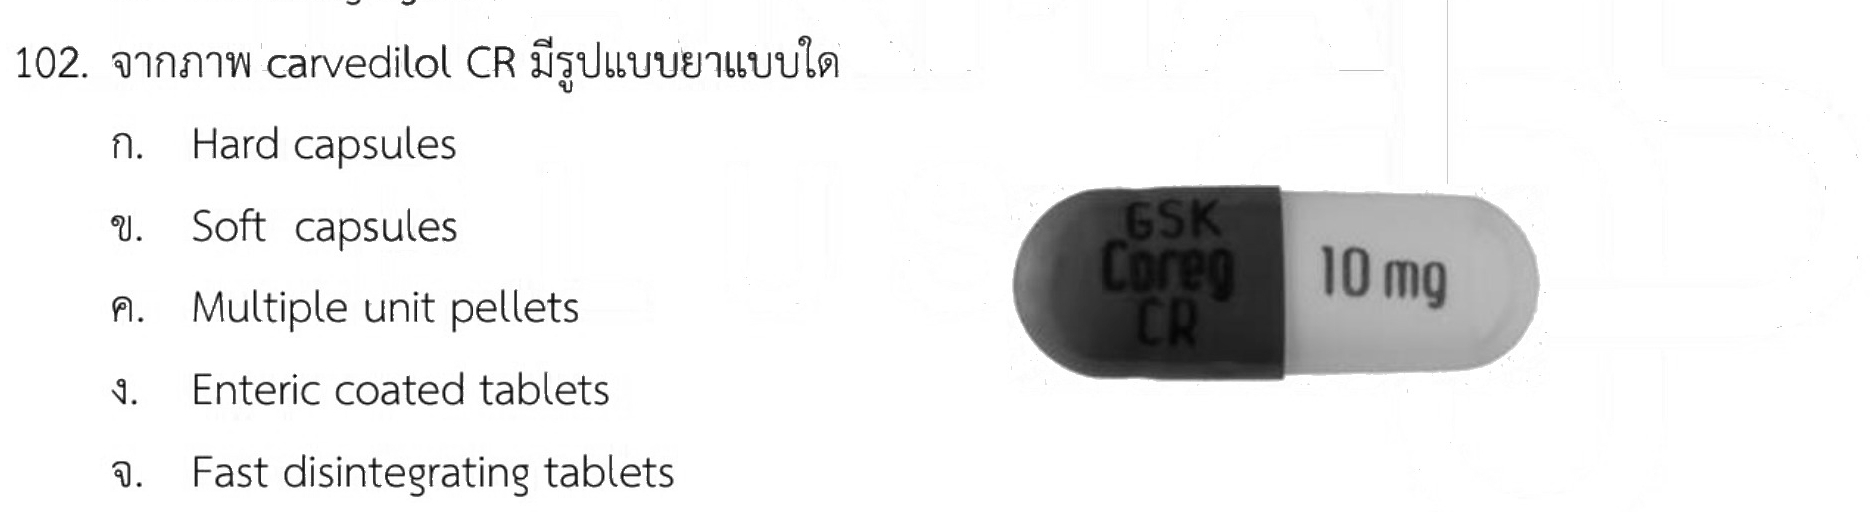 102. จากภาพ carvedilol CR มีรูปแบบยาแบบใด
ก. Hard capsules
ข. Soft capsules
ค. Multiple unit pellets
ง. Enteric coated tablets
จ. Fast disintegrating tablets
GSK
Coreg
CR
10 mg